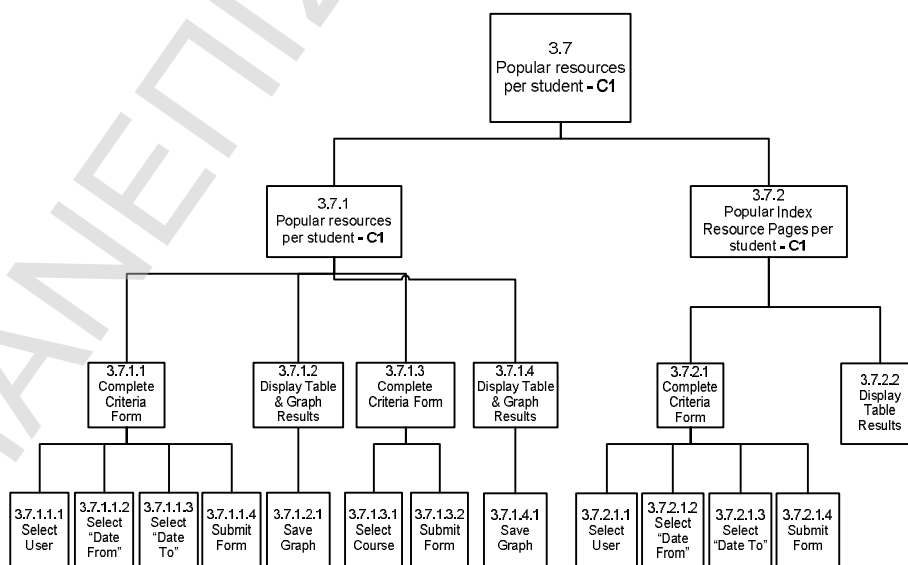 3.7
Popular resources
per student - C1
3.7.1
Popular resources
per student - C1
3.7.2
Popular Index
Resource Pages per
student - C1
3.7.1.1
Complete
Criteria
Form
3.7.1.2
Display Table
& Graph
Results
3.7.1.3
Complete
Criteria Form
3.7.1.4
Display Table
& Graph
Results
3.7.2.1
Complete
Criteria
Form
3.7.2.2
Display
Table
Results
3.7.1.1.1
Select
User
3.7.1.1.2
Select
“Date
From”
3.7.1.1.3
Select
“Date
To”
3.7.1.1.4
Submit
Form
3.7.1.2.1
Save
Graph
3.7.1.3.1
Select
Course
3.7.1.3.2
Submit
Form
3.7.1.4.1
Save
Graph
3.7.2.1.1
Select
User
3.7.2.1.2
Select
“Date
From”
3.7.2.1.3
Select
“Date To”
3.7.2.1.4
Submit
Form
ΠΑΝΕΠΙΣ